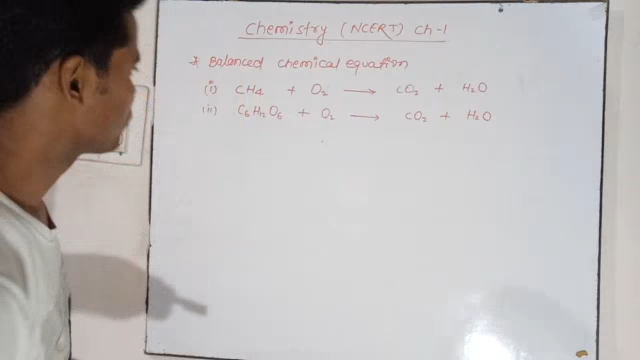 Chemistry (NCERT) Ch-1
* Balanced chemical equation
(i) CH4 + O2 ⟶ CO2 + H2O
(ii) C6H12O6 + O2 ⟶ CO2 + H2O